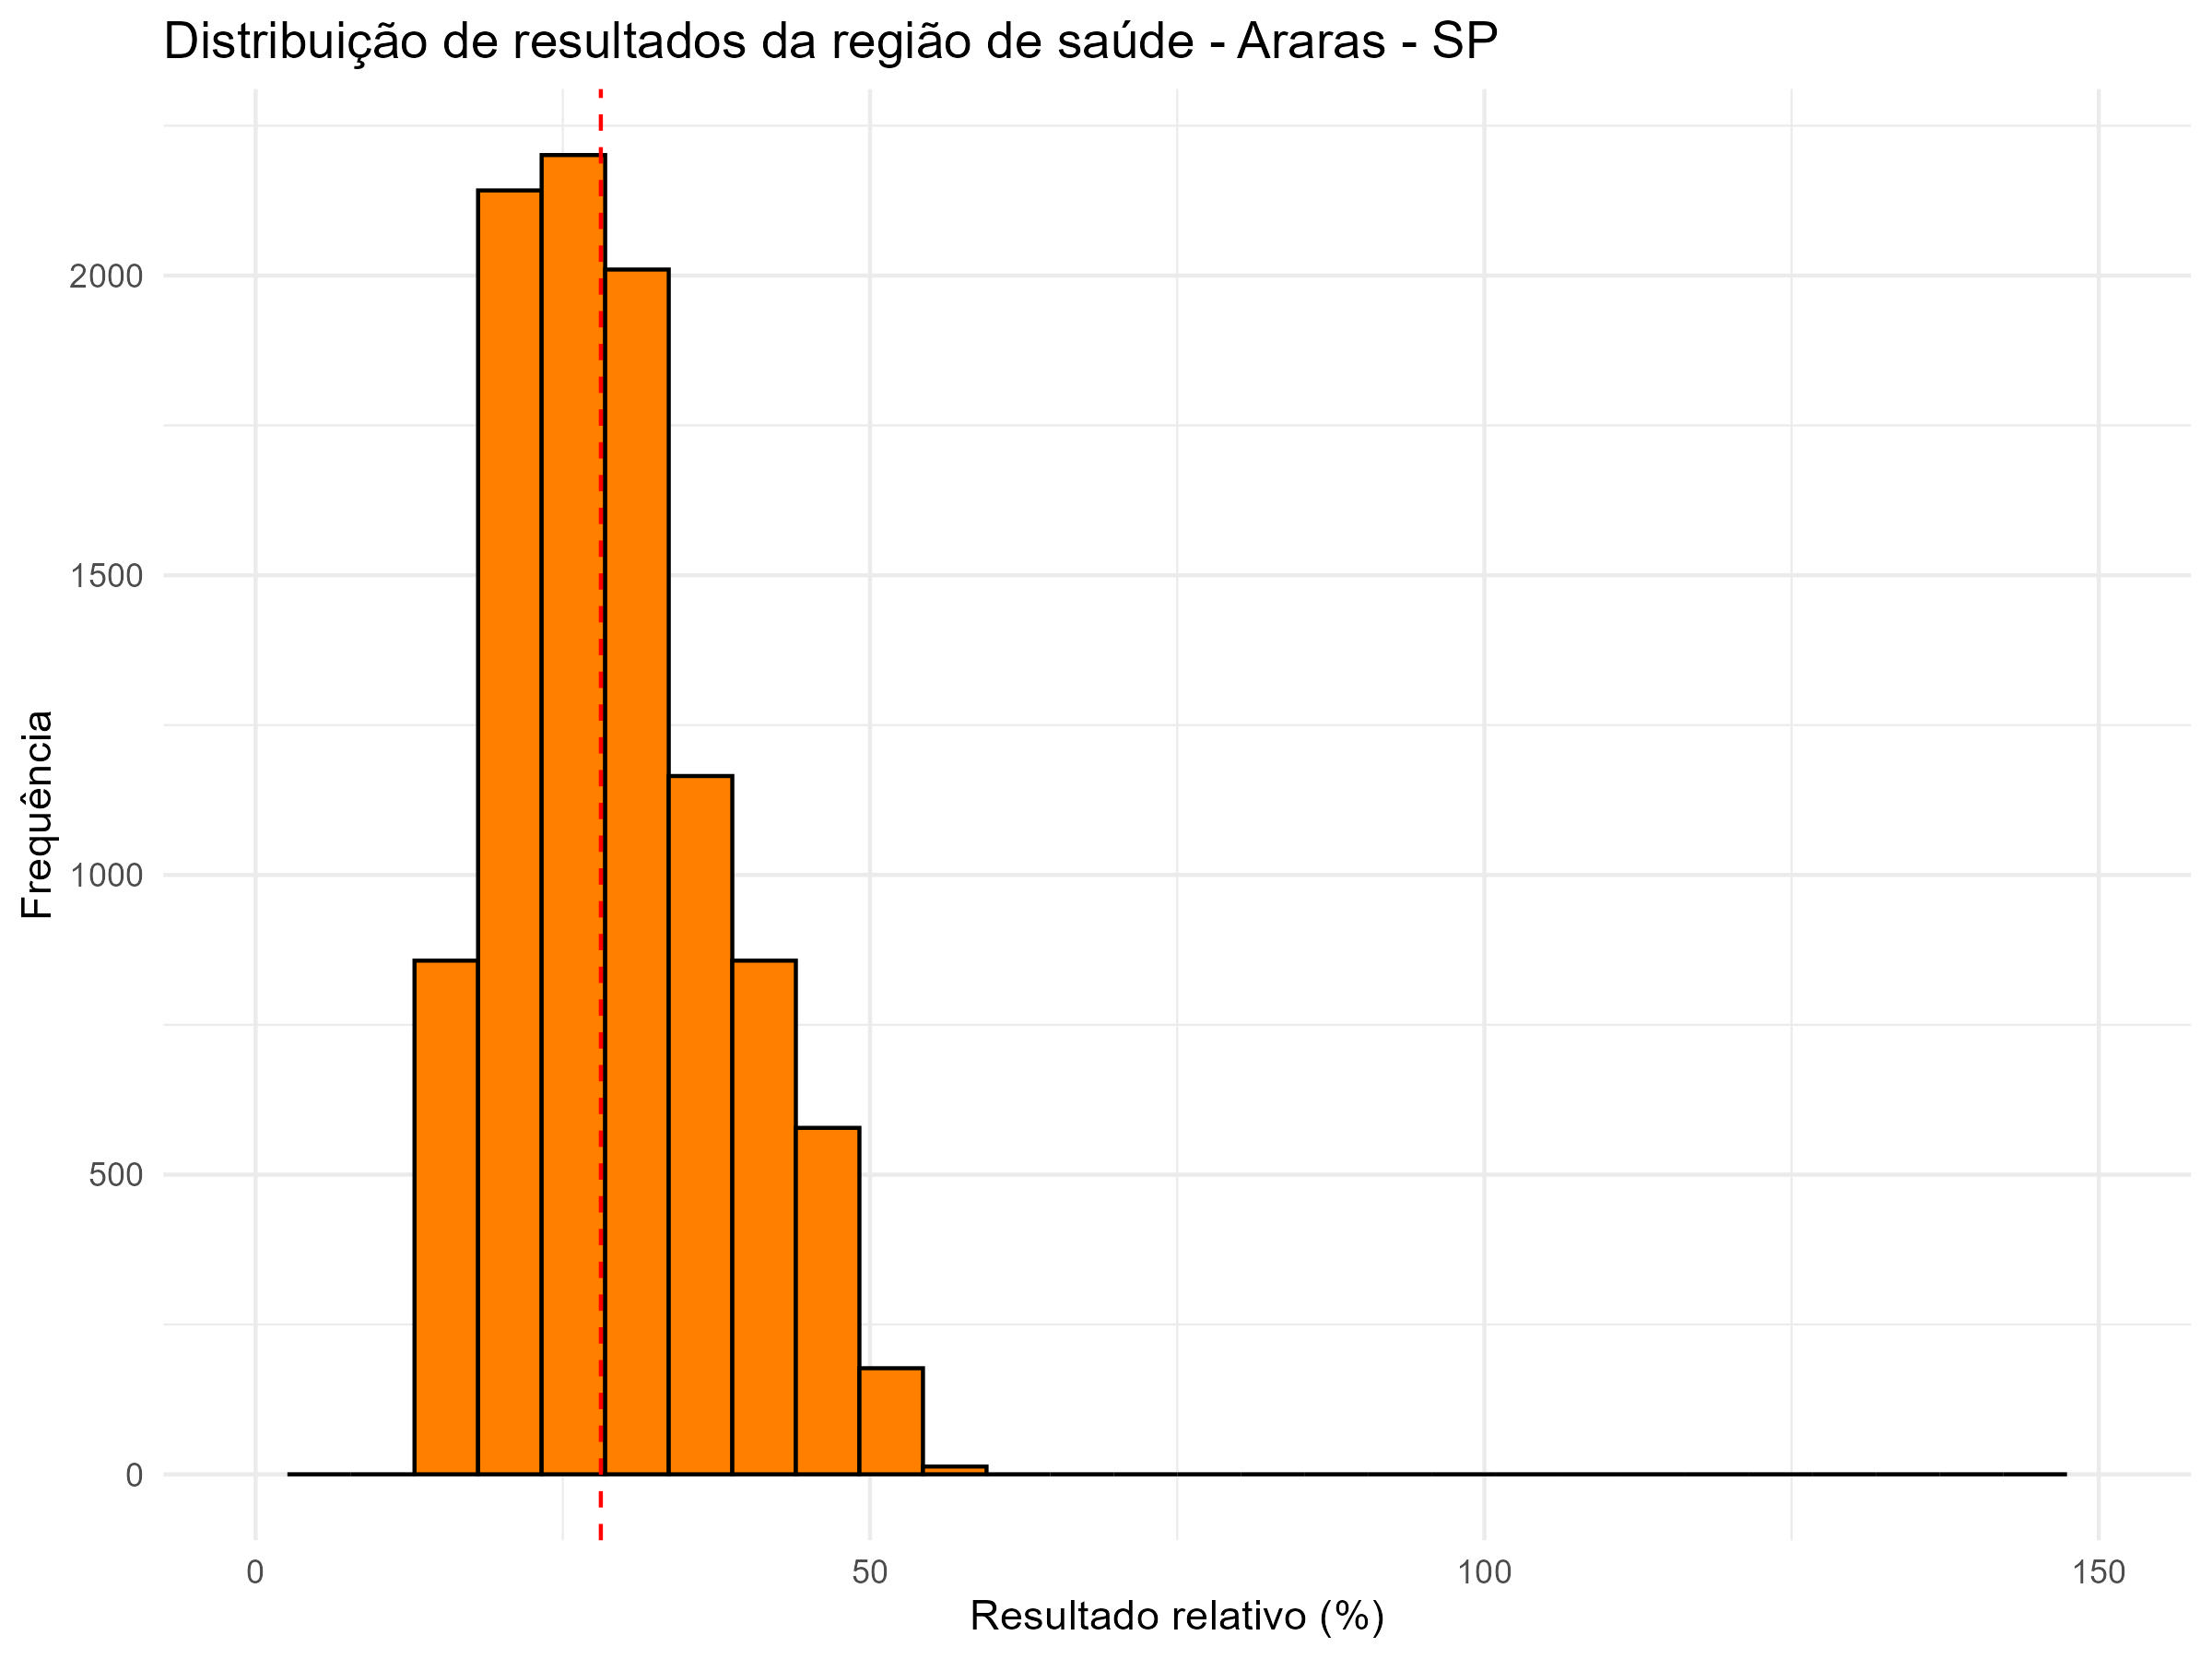 Distribuição de resultados da região de saúde - Araras - SP
Frequência
2000
1500
1000
500
0
0 50 100 150
Resultado relativo (%)